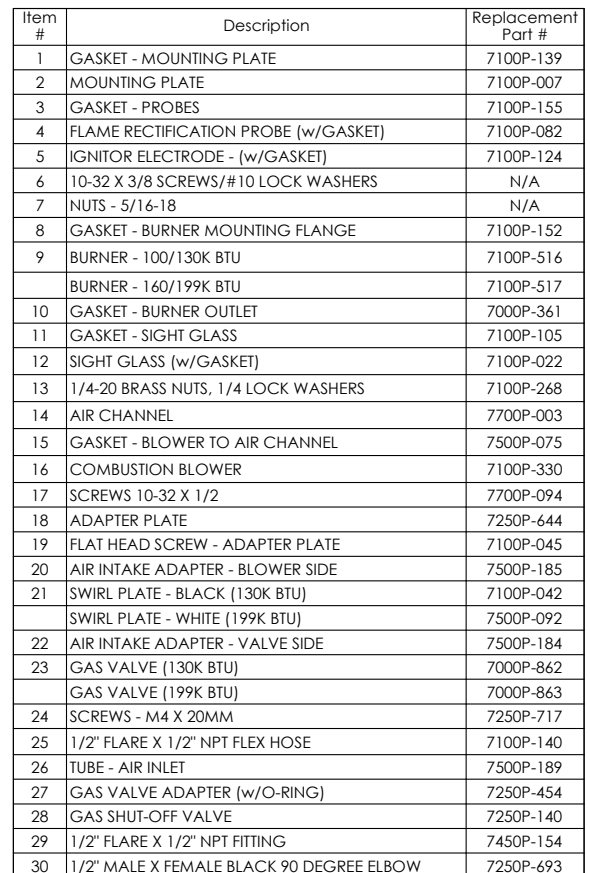 Item # Description Replacement Part #
1 GASKET - MOUNTING PLATE 7100P-139
2 MOUNTING PLATE 7100P-007
3 GASKET - PROBES 7100P-155
4 FLAME RECTIFICATION PROBE (w/GASKET) 7100P-082
5 IGNITOR ELECTRODE - (w/GASKET) 7100P-124
6 10-32 X 3/8 SCREWS/#10 LOCK WASHERS N/A
7 NUTS - 5/16-18 N/A
8 GASKET - BURNER MOUNTING FLANGE 7100P-152
9 BURNER - 100/130K BTU 7100P-516
BURNER - 160/199K BTU 7100P-517
10 GASKET - BURNER OUTLET 7000P-361
11 GASKET - SIGHT GLASS 7100P-105
12 SIGHT GLASS (w/GASKET) 7100P-022
13 1/4-20 BRASS NUTS, 1/4 LOCK WASHERS 7100P-268
14 AIR CHANNEL 7700P-003
15 GASKET - BLOWER TO AIR CHANNEL 7500P-075
16 COMBUSTION BLOWER 7100P-330
17 SCREWS 10-32 X 1/2 7700P-094
18 ADAPTER PLATE 7250P-644
19 FLAT HEAD SCREW - ADAPTER PLATE 7100P-045
20 AIR INTAKE ADAPTER - BLOWER SIDE 7500P-185
21 SWIRL PLATE - BLACK (130K BTU) 7100P-042
SWIRL PLATE - WHITE (199K BTU) 7500P-092
22 AIR INTAKE ADAPTER - VALVE SIDE 7500P-184
23 GAS VALVE (130K BTU) 7000P-862
GAS VALVE (199K BTU) 7000P-863
24 SCREWS - M4 X 20MM 7250P-717
25 1/2" FLARE X 1/2" NPT FLEX HOSE 7100P-140
26 TUBE - AIR INLET 7500P-189
27 GAS VALVE ADAPTER (w/O-RING) 7250P-454
28 GAS SHUT-OFF VALVE 7250P-140
29 1/2" FLARE X 1/2" NPT FITTING 7450P-154
30 1/2" MALE X FEMALE BLACK 90 DEGREE ELBOW 7250P-693